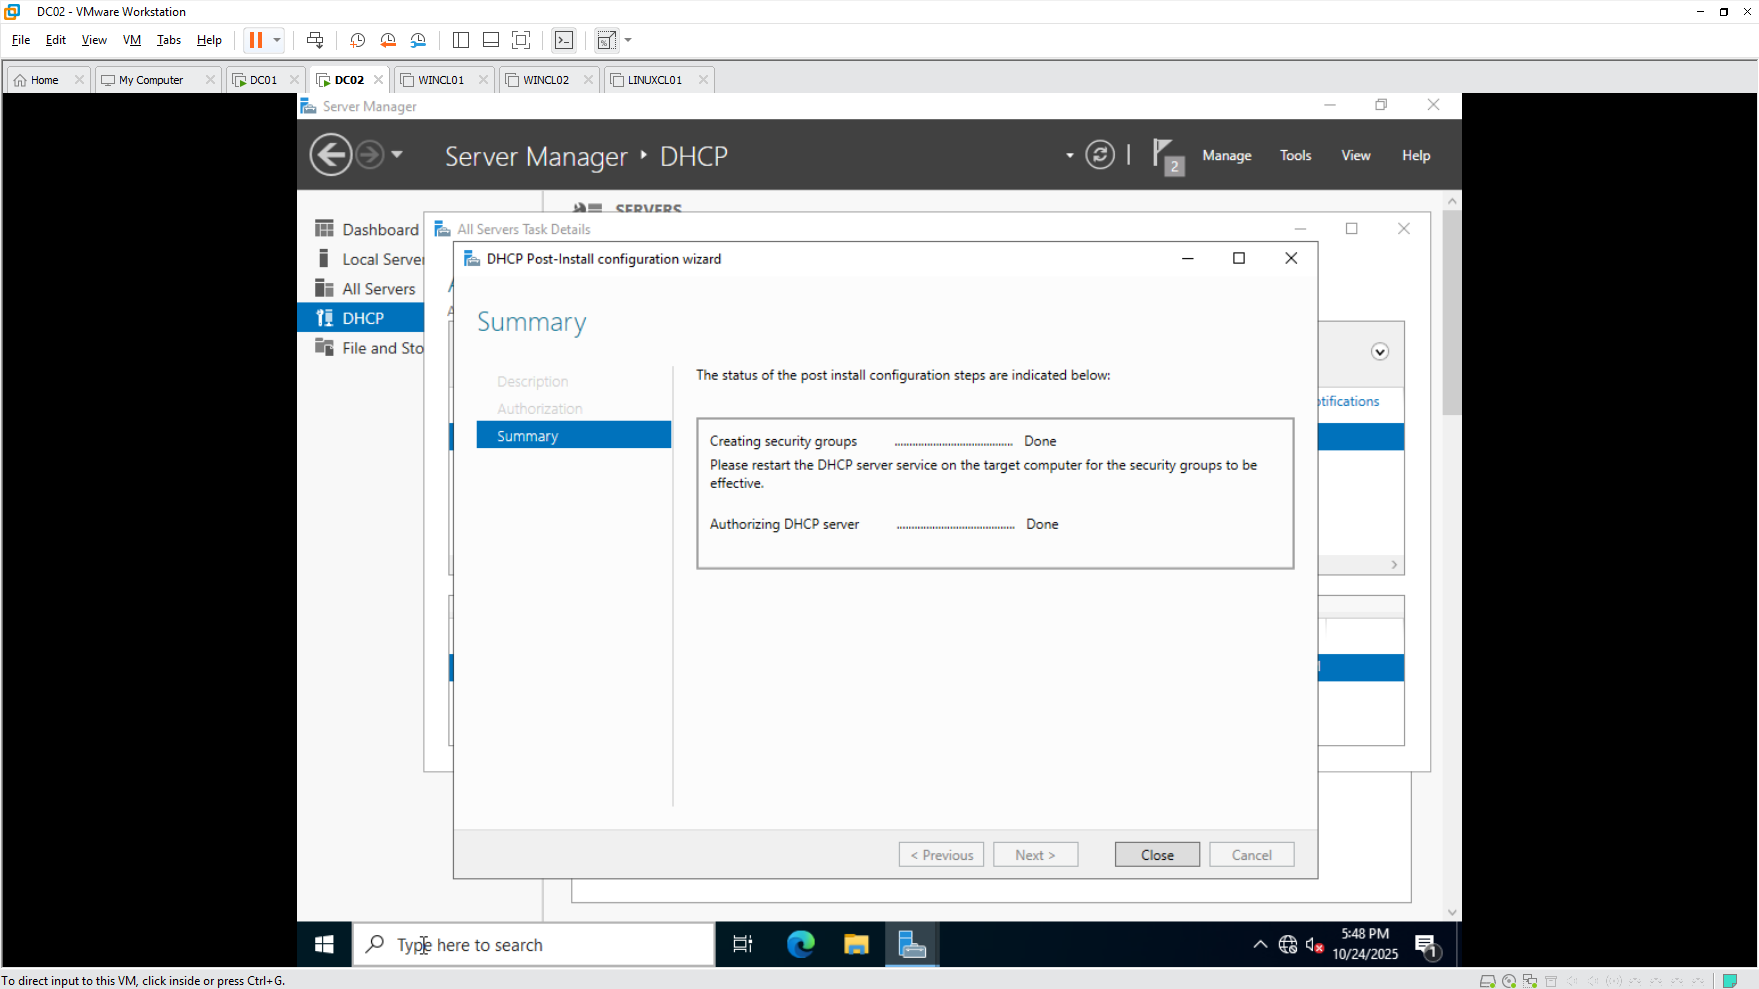 DC02 - VMware Workstation
File Edit View VM Tabs Help
Home My Computer DC01 DC02 WINCL01 WINCL02 LINUXCL01
Server Manager
Server Manager DHCP
2 Manage Tools View Help
SERVERS
Dashboard
Local Server
All Servers
DHCP
File and Sto
All Servers Task Details
DHCP Post-Install configuration wizard
Summary
Description
Authorization
Summary
The status of the post install configuration steps are indicated below:
Creating security groups ........................................ Done
Please restart the DHCP server service on the target computer for the security groups to be
effective.
Authorizing DHCP server ........................................ Done
otifications
< Previous Next > Close Cancel
Type here to search
5:48 PM
10/24/2025
1
To direct input to this VM, click inside or press Ctrl+G.